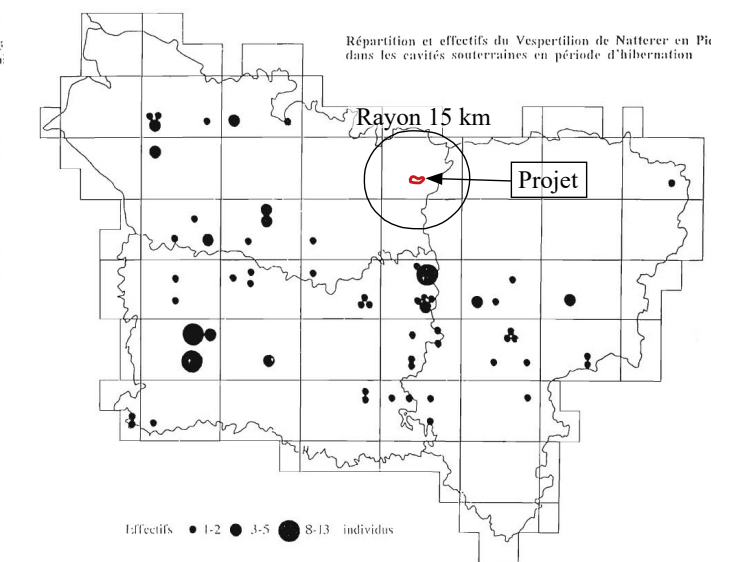 Répartition et effectifs du Vespertilion de Natterer en Pic
dans les cavités souterraines en période d'hibernation
Rayon 15 km
Projet
Effectifs 1-2 3-5 8-13 individus